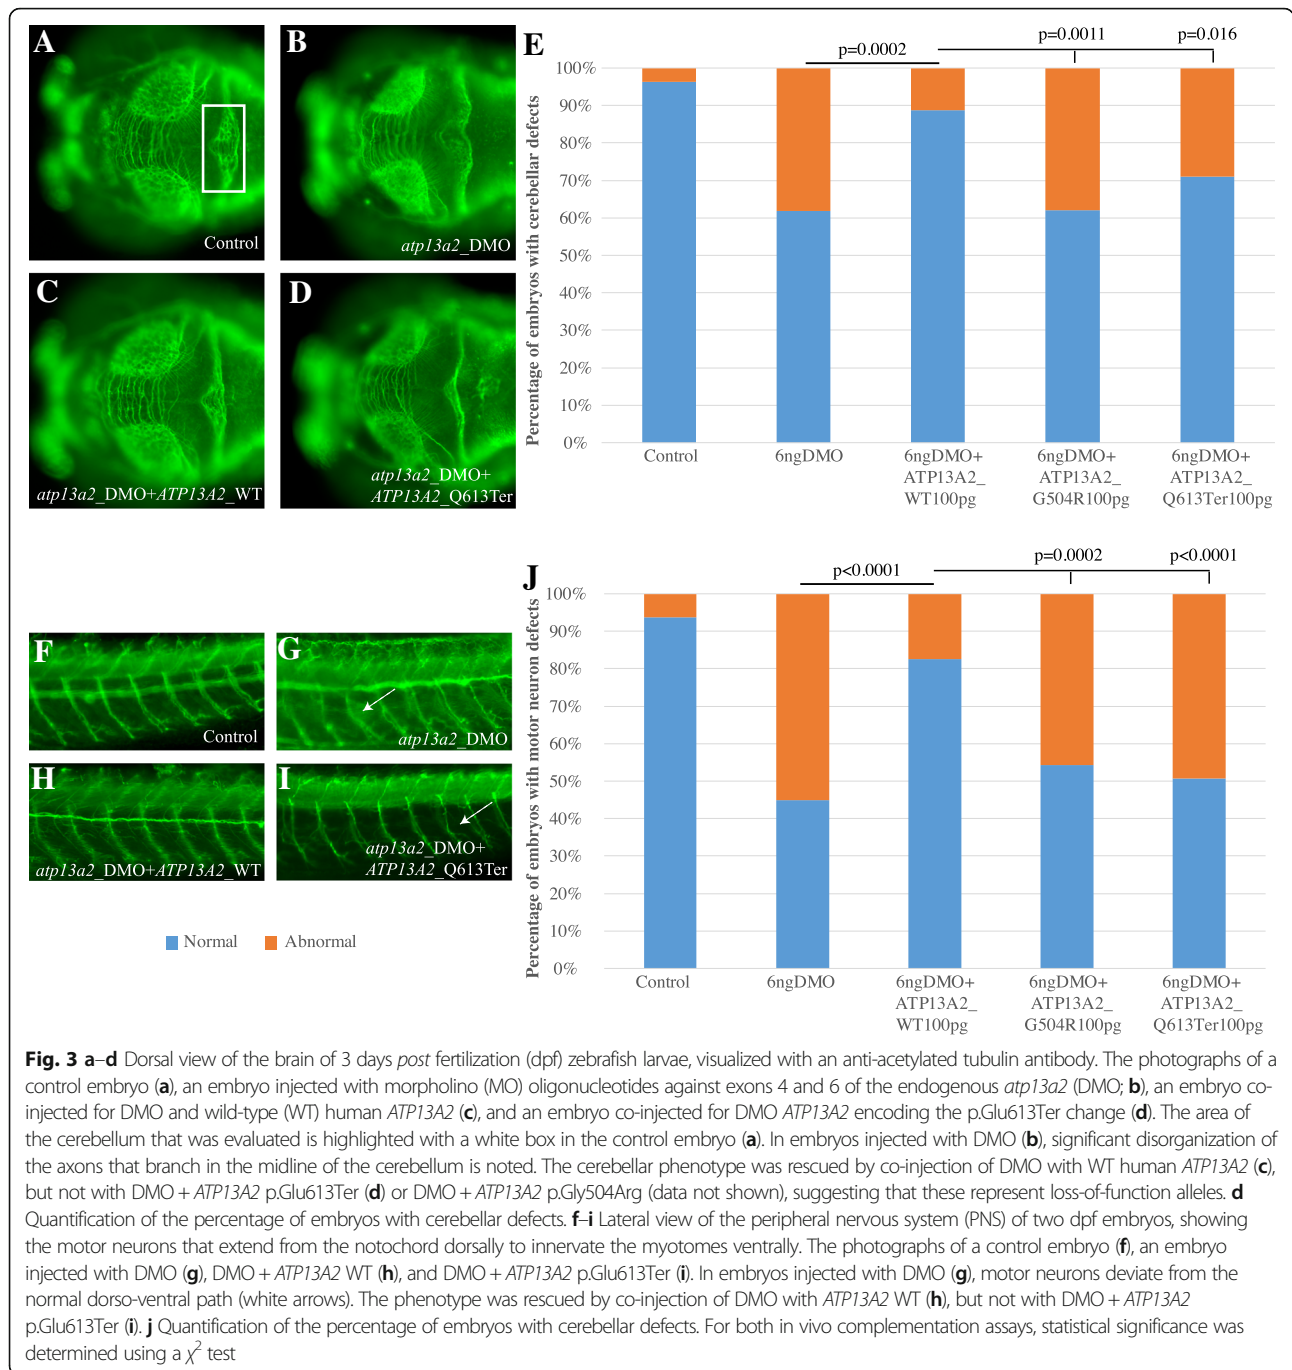 A
Control
B
atp13a2_DMO
C
atp13a2_DMO+ATP13A2_WT
D
atp13a2_DMO+
ATP13A2_Q613Ter
E
p=0.0002
p=0.0011
p=0.016
Percentage of embryos with cerebellar defects
100%
90%
80%
70%
60%
50%
40%
30%
20%
10%
0%
Control
6ngDMO
6ngDMO+
ATP13A2_
WT100pg
6ngDMO+
ATP13A2_
G504R100pg
6ngDMO+
ATP13A2_
Q613Ter100pg
F
Control
G
atp13a2_DMO
H
atp13a2_DMO+ATP13A2_WT
I
atp13a2_DMO+
ATP13A2_Q613Ter
Normal
Abnormal
J
p<0.0001
p=0.0002
p<0.0001
Percentage of embryos with motor neuron defects
100%
90%
80%
70%
60%
50%
40%
30%
20%
10%
0%
Control
6ngDMO
6ngDMO+
ATP13A2_
WT100pg
6ngDMO+
ATP13A2_
G504R100pg
6ngDMO+
ATP13A2_
Q613Ter100pg
Fig. 3 a–d Dorsal view of the brain of 3 days post fertilization (dpf) zebrafish larvae, visualized with an anti-acetylated tubulin antibody. The photographs of a
control embryo (a), an embryo injected with morpholino (MO) oligonucleotides against exons 4 and 6 of the endogenous atp13a2 (DMO; b), an embryo co-
injected for DMO and wild-type (WT) human ATP13A2 (c), and an embryo co-injected for DMO ATP13A2 encoding the p.Glu613Ter change (d). The area of
the cerebellum that was evaluated is highlighted with a white box in the control embryo (a). In embryos injected with DMO (b), significant disorganization of
the axons that branch in the midline of the cerebellum is noted. The cerebellar phenotype was rescued by co-injection of DMO with WT human ATP13A2 (c),
but not with DMO + ATP13A2 p.Glu613Ter (d) or DMO + ATP13A2 p.Gly504Arg (data not shown), suggesting that these represent loss-of-function alleles. d
Quantification of the percentage of embryos with cerebellar defects. f–i Lateral view of the peripheral nervous system (PNS) of two dpf embryos, showing
the motor neurons that extend from the notochord dorsally to innervate the myotomes ventrally. The photographs of a control embryo (f), an embryo
injected with DMO (g), DMO + ATP13A2 WT (h), and DMO + ATP13A2 p.Glu613Ter (i). In embryos injected with DMO (g), motor neurons deviate from the
normal dorso-ventral path (white arrows). The phenotype was rescued by co-injection of DMO with ATP13A2 WT (h), but not with DMO + ATP13A2
p.Glu613Ter (i). j Quantification of the percentage of embryos with cerebellar defects. For both in vivo complementation assays, statistical significance was
determined using a χ² test